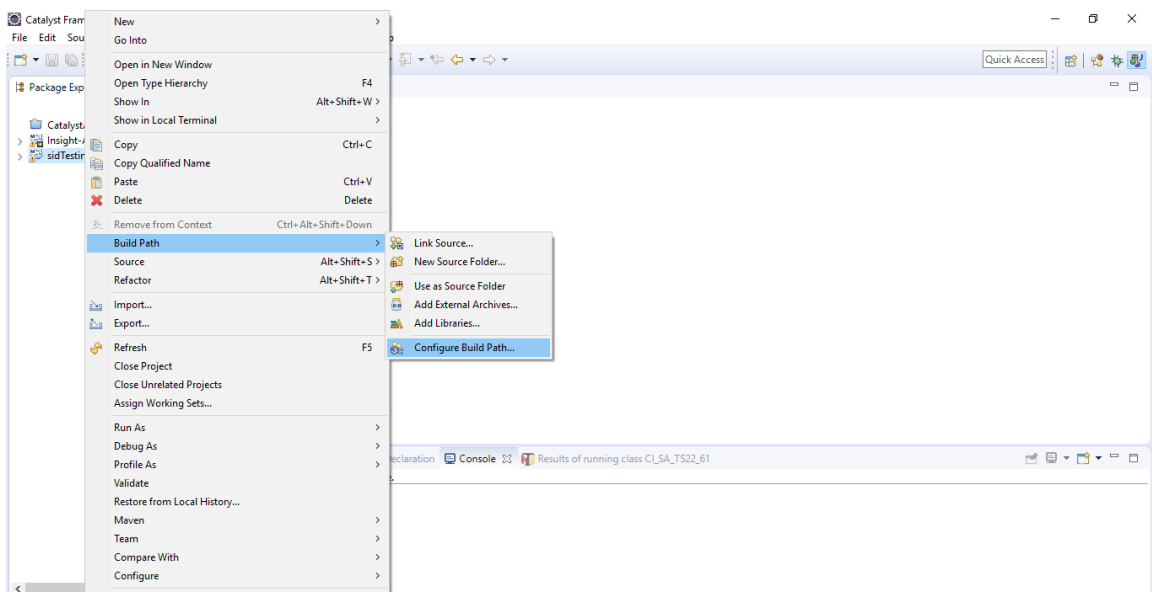 Catalyst Fram
File Edit Sou
Quick Access
Package Exp
Catalyst
Insight-
sidTestin
New
Go Into
Open in New Window
Open Type Hierarchy F4
Show In Alt+Shift+W >
Show in Local Terminal >
Copy Ctrl+C
Copy Qualified Name
Paste Ctrl+V
Delete Delete
Remove from Context Ctrl+Alt+Shift+Down
Build Path >
Source Alt+Shift+S >
Refactor Alt+Shift+T >
Import...
Export...
Refresh F5
Close Project
Close Unrelated Projects
Assign Working Sets...
Run As >
Debug As >
Profile As >
Validate
Restore from Local History...
Maven >
Team >
Compare With >
Configure >
Link Source...
New Source Folder...
Use as Source Folder
Add External Archives...
Add Libraries...
Configure Build Path...
eclaration Console Results of running class CI_SA_TS22_61